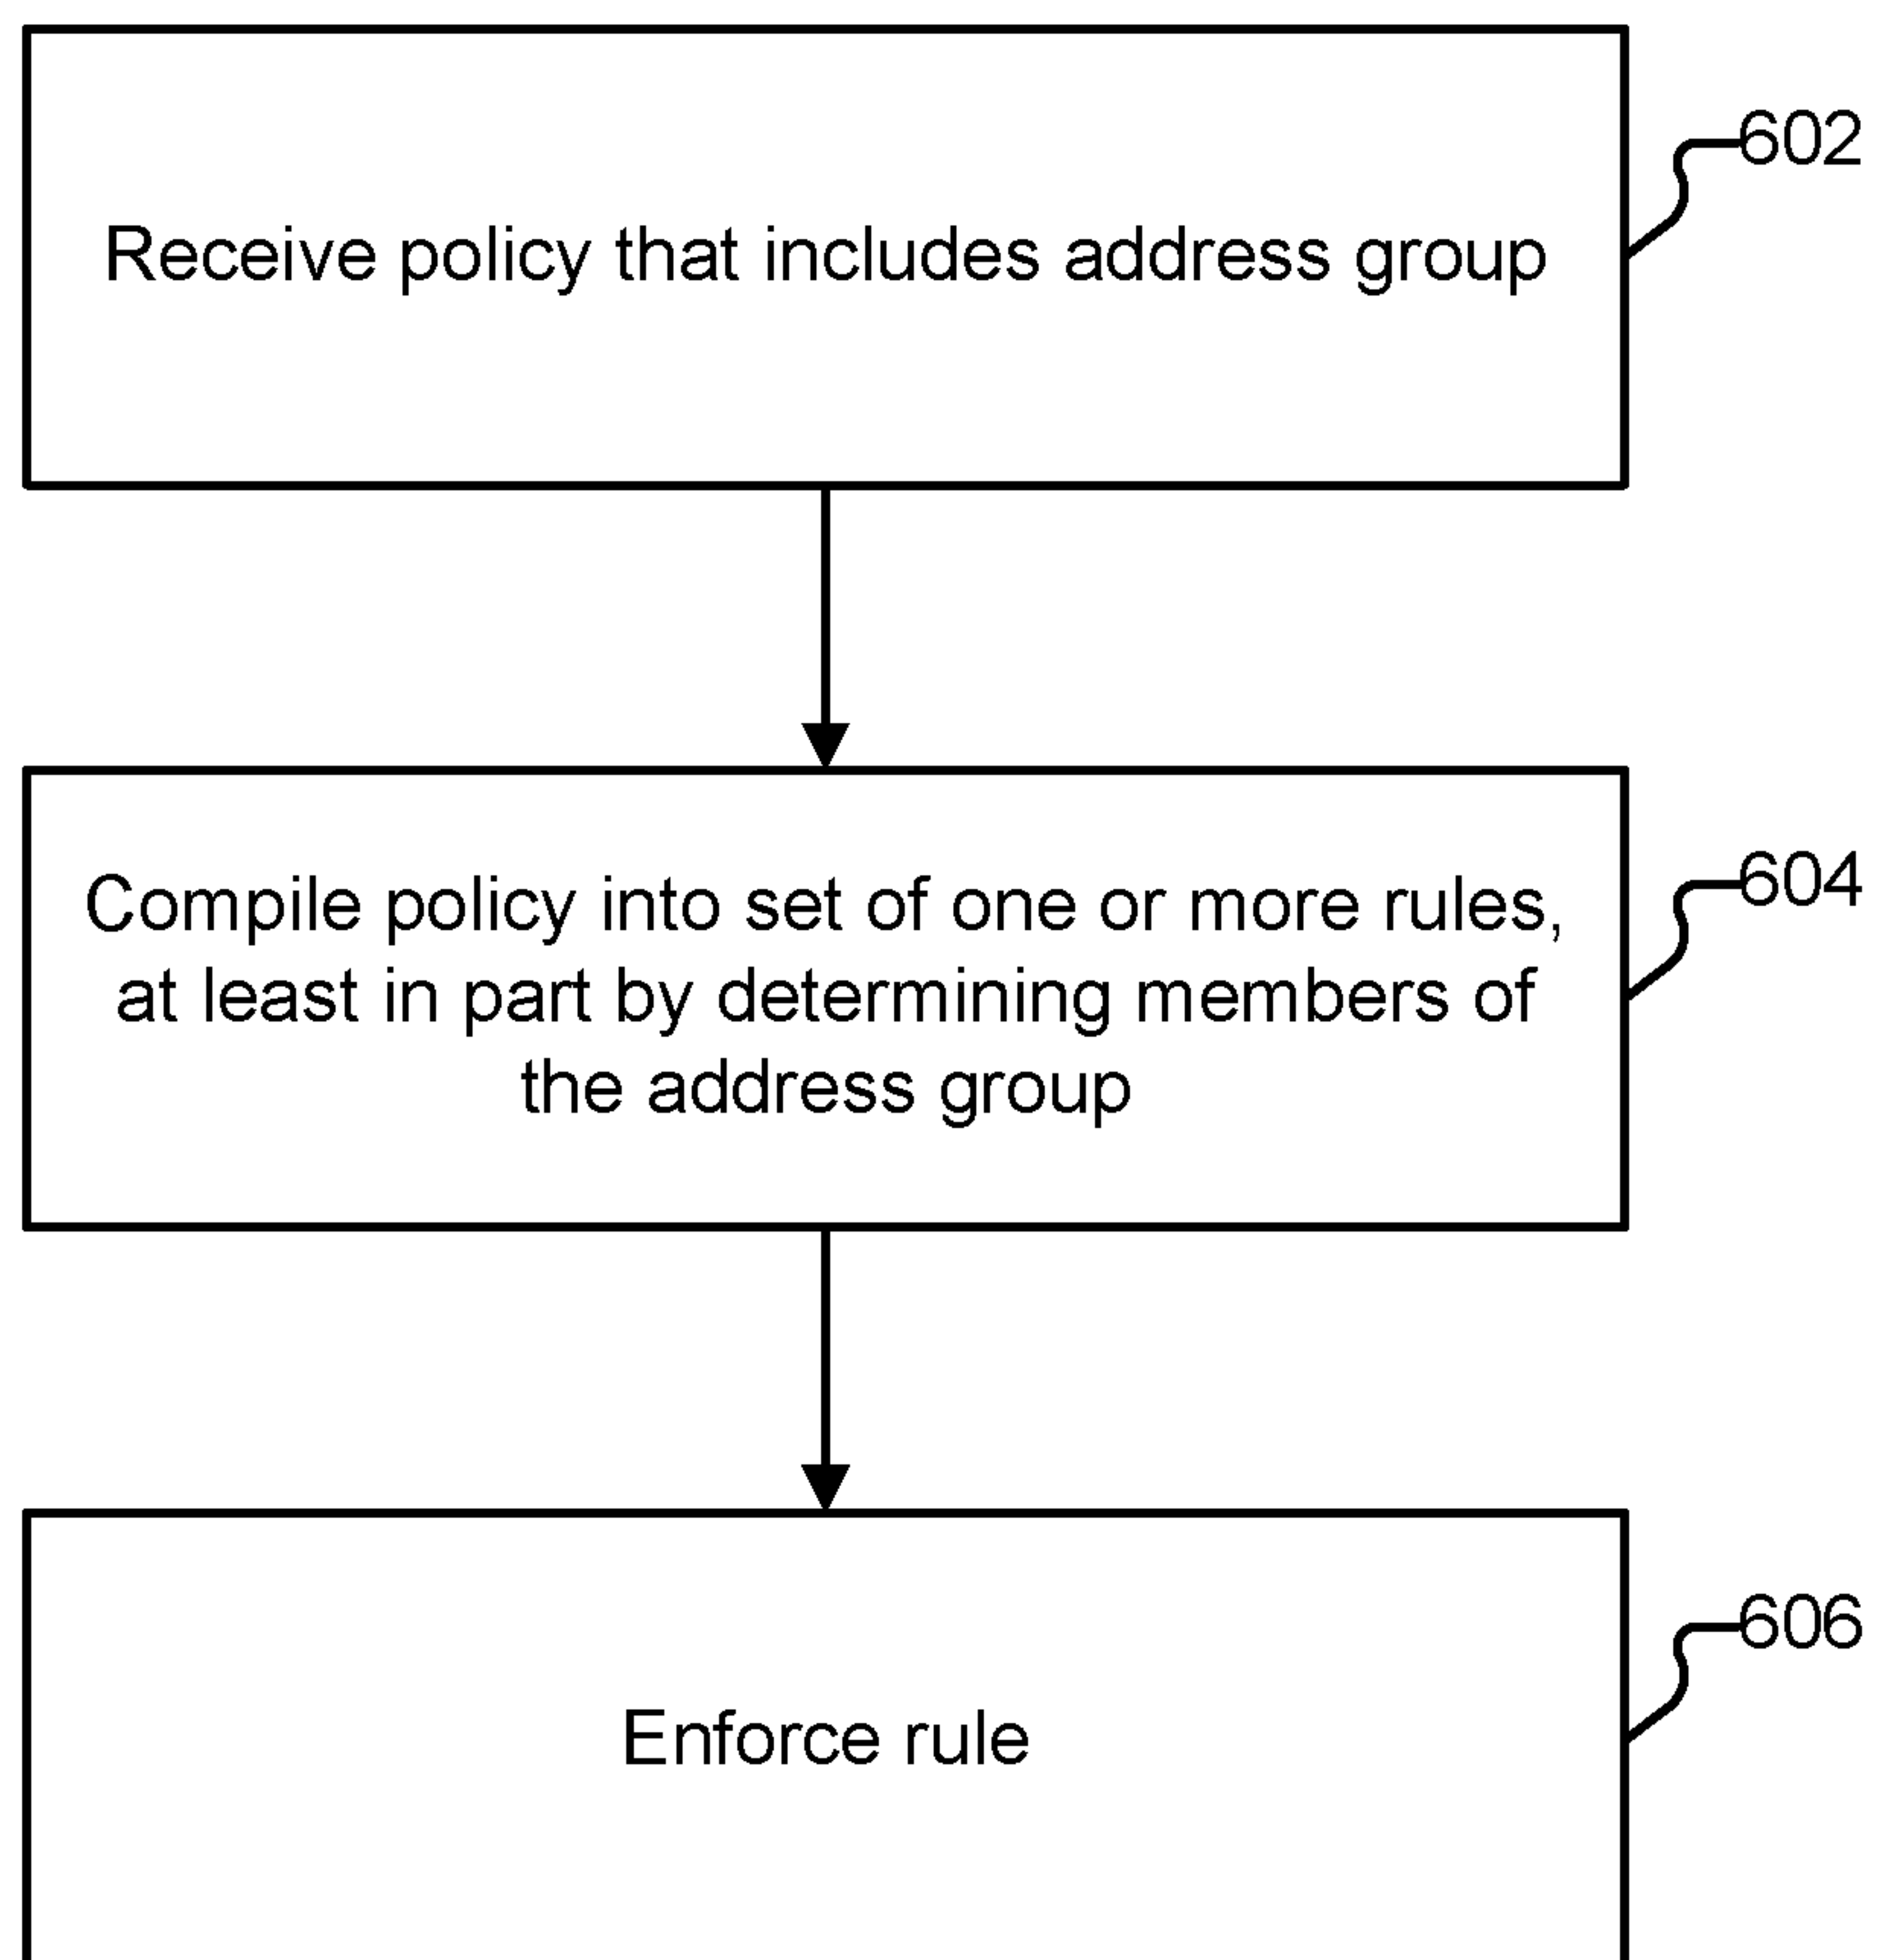 Receive policy that includes address group
602
Compile policy into set of one or more rules,
at least in part by determining members of
the address group
604
Enforce rule
606